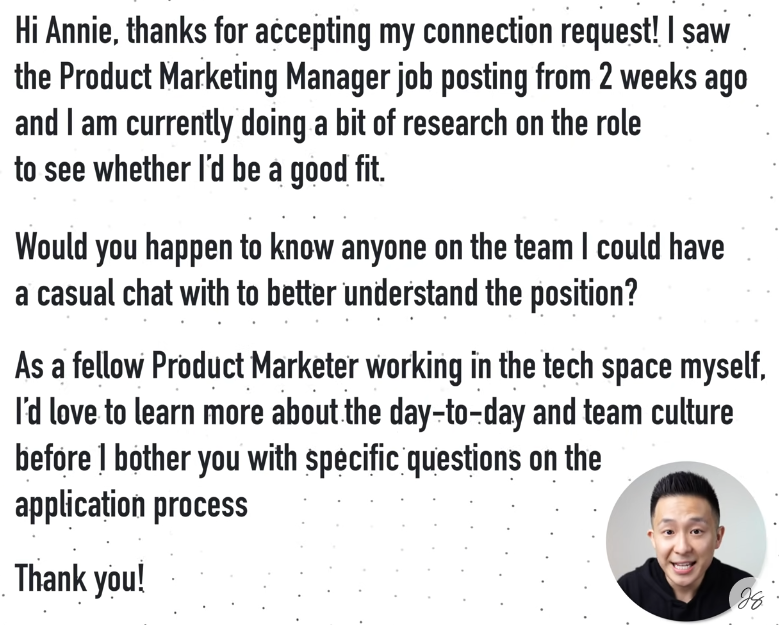 Hi Annie, thanks for accepting my connection request! I saw
the Product Marketing Manager job posting from 2 weeks ago
and I am currently doing a bit of research on the role
to see whether I'd be a good fit.
Would you happen to know anyone on the team I could have
a casual chat with to better understand the position?
As a fellow Product Marketer working in the tech space myself,
I'd love to learn more about the day-to-day and team culture
before I bother you with specific questions on the
application process
Thank you!
JS